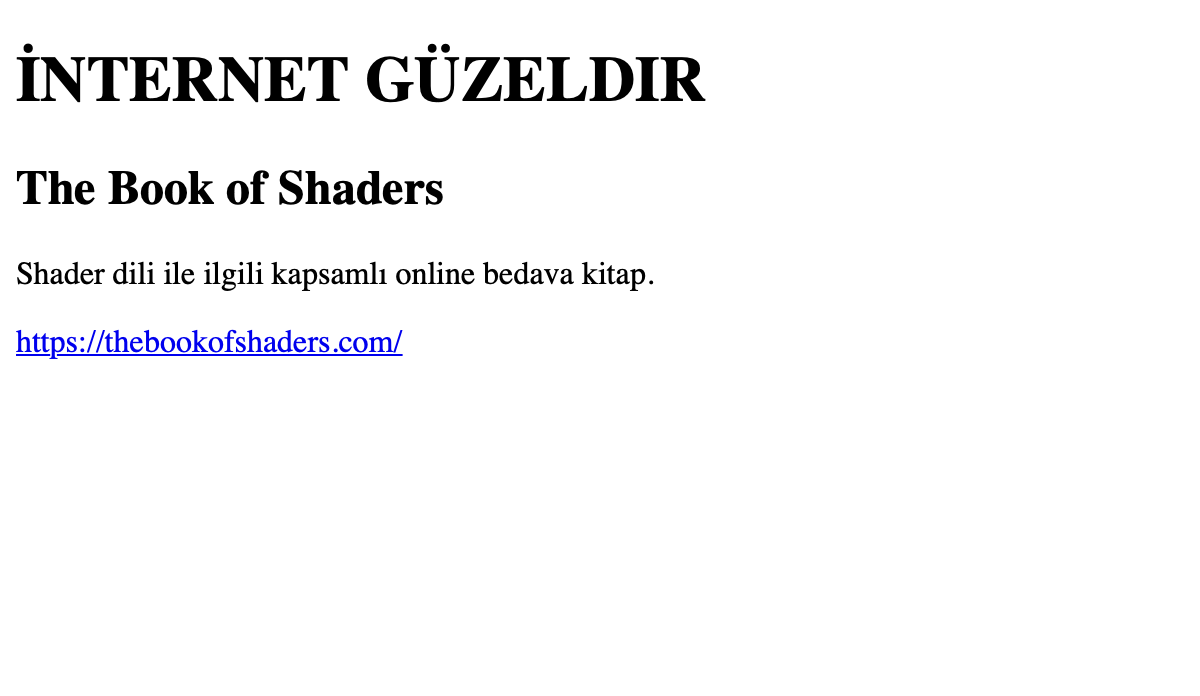 İNTERNET GÜZELDIR
The Book of Shaders
Shader dili ile ilgili kapsamlı online bedava kitap.
https://thebookofshaders.com/